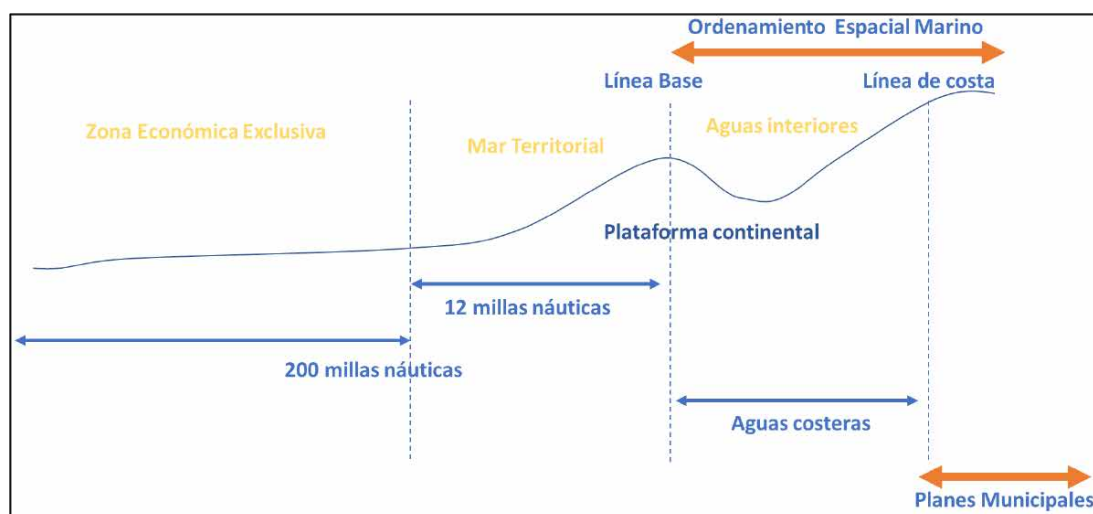 Ordenamiento Espacial Marino
Línea Base
Línea de costa
Zona Económica Exclusiva
Mar Territorial
Aguas interiores
Plataforma continental
12 millas náuticas
200 millas náuticas
Aguas costeras
Planes Municipales